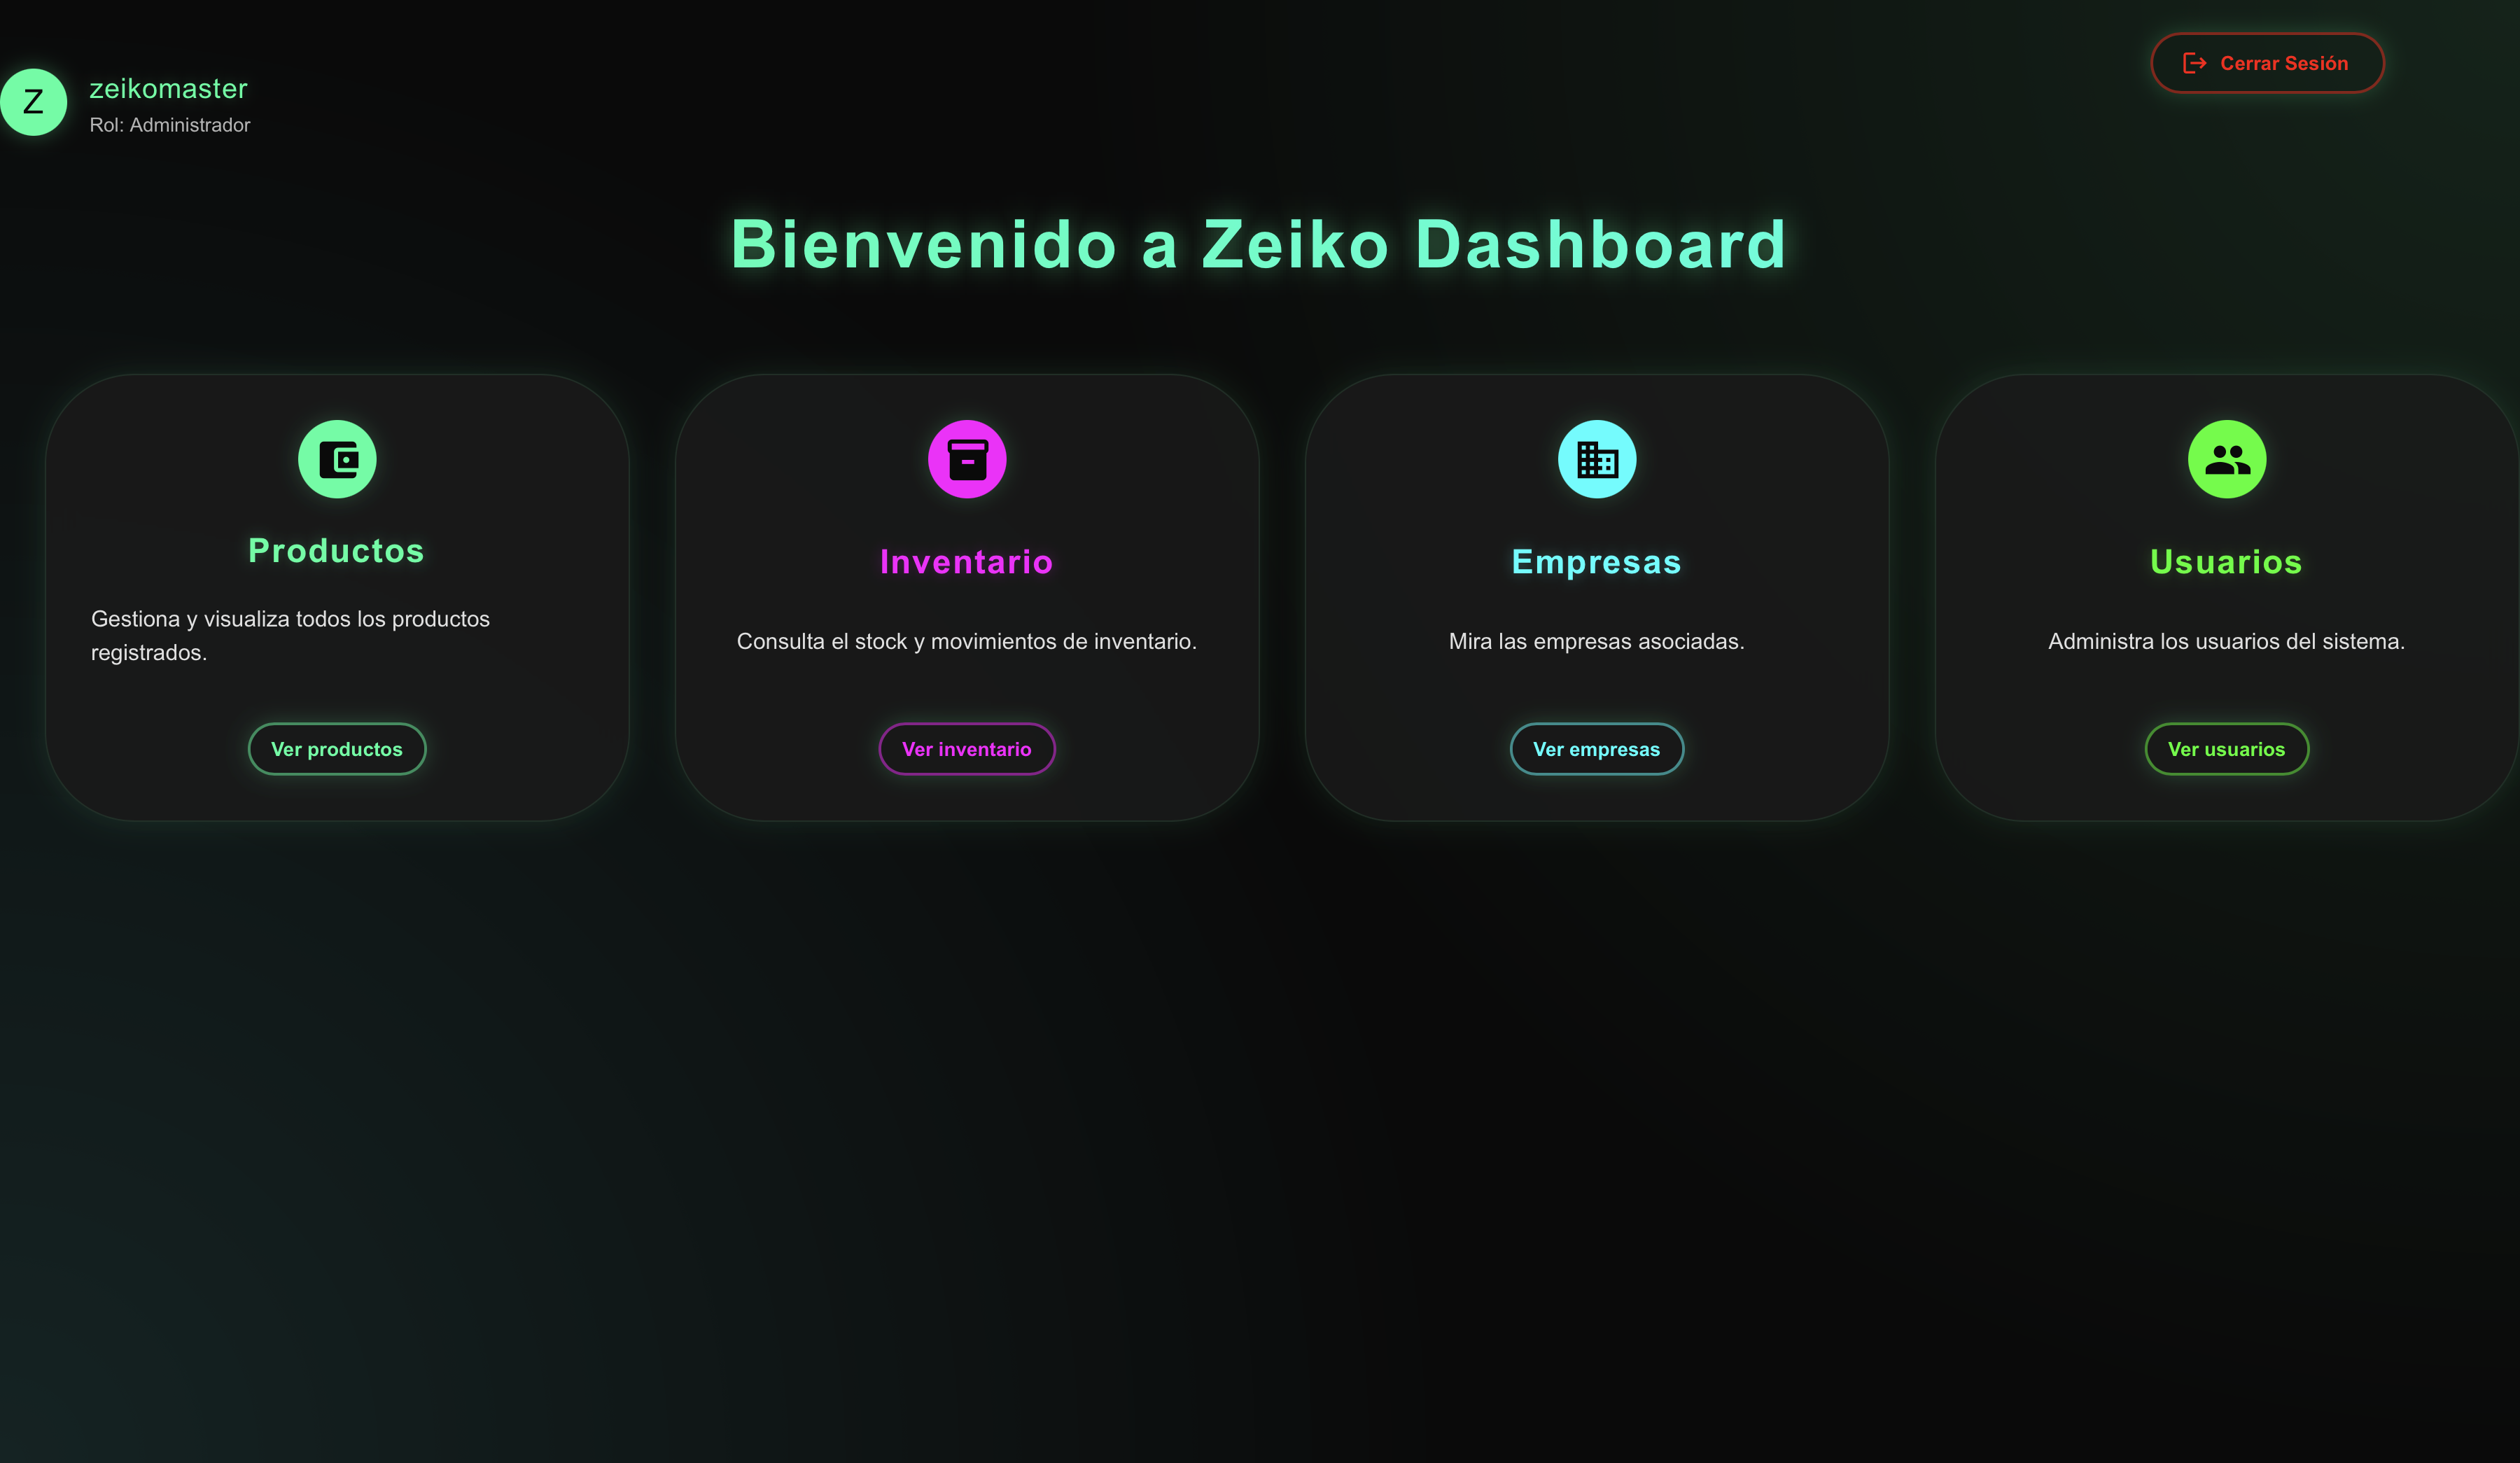 Z
zeikomaster
Rol: Administrador
Cerrar Sesión
Bienvenido a Zeiko Dashboard
Productos
Gestiona y visualiza todos los productos
registrados.
Ver productos
Inventario
Consulta el stock y movimientos de inventario.
Ver inventario
Empresas
Mira las empresas asociadas.
Ver empresas
Usuarios
Administra los usuarios del sistema.
Ver usuarios